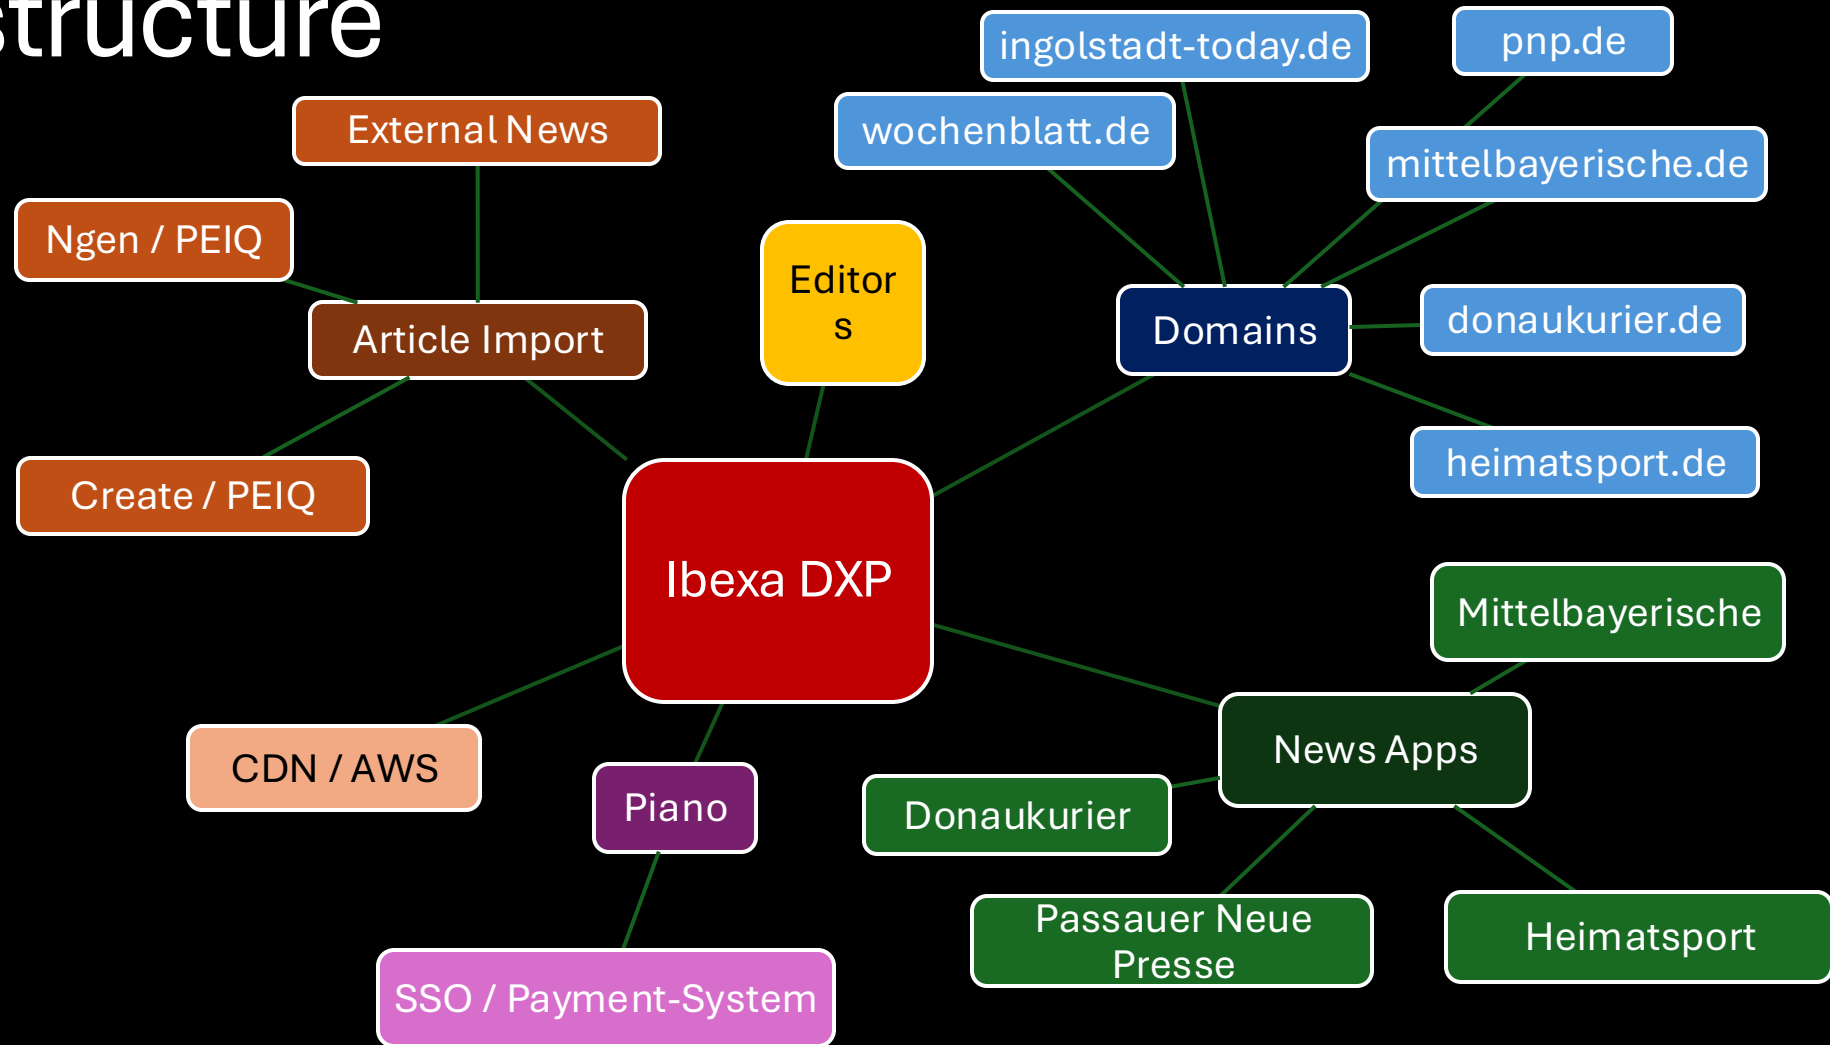 structure
ingolstadt-today.de
pnp.de
External News
wochenblatt.de
mittelbayerische.de
Ngen / PEIQ
Editor
s
Article Import
Domains
donaukurier.de
heimatsport.de
Create / PEIQ
Ibexa DXP
Mittelbayerische
News Apps
CDN / AWS
Piano
Donaukurier
Passauer Neue
Presse
Heimatsport
SSO / Payment-System